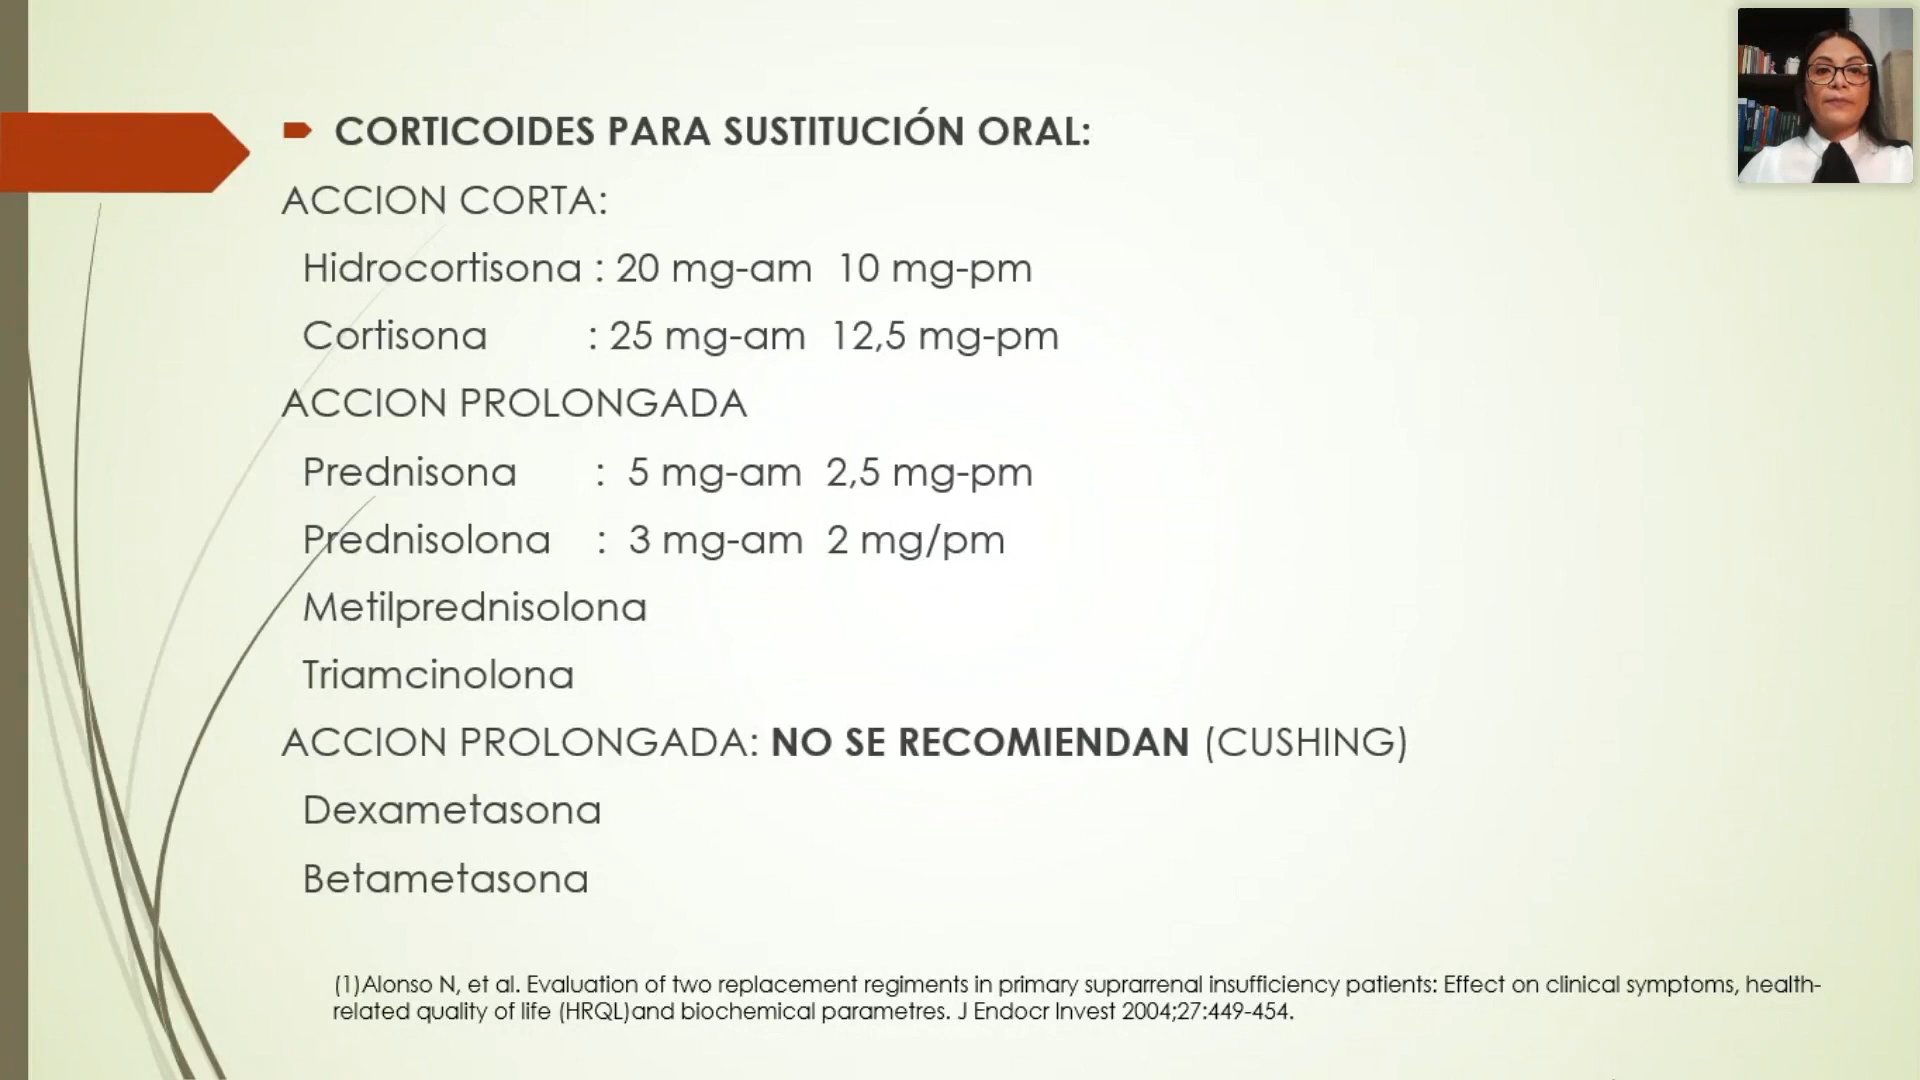 CORTICOIDES PARA SUSTITUCIÓN ORAL:
ACCION CORTA:
Hidrocortisona : 20 mg-am 10 mg-pm
Cortisona : 25 mg-am 12,5 mg-pm
ACCION PROLONGADA
Prednisona : 5 mg-am 2,5 mg-pm
Prednisolona : 3 mg-am 2 mg/pm
Metilprednisolona
Triamcinolona
ACCION PROLONGADA: NO SE RECOMIENDAN (CUSHING)
Dexametasona
Betametasona
(1)Alonso N, et al. Evaluation of two replacement regiments in primary suprarrenal insufficiency patients: Effect on clinical symptoms, health-
related quality of life (HRQL)and biochemical parametres. J Endocr Invest 2004;27:449-454.